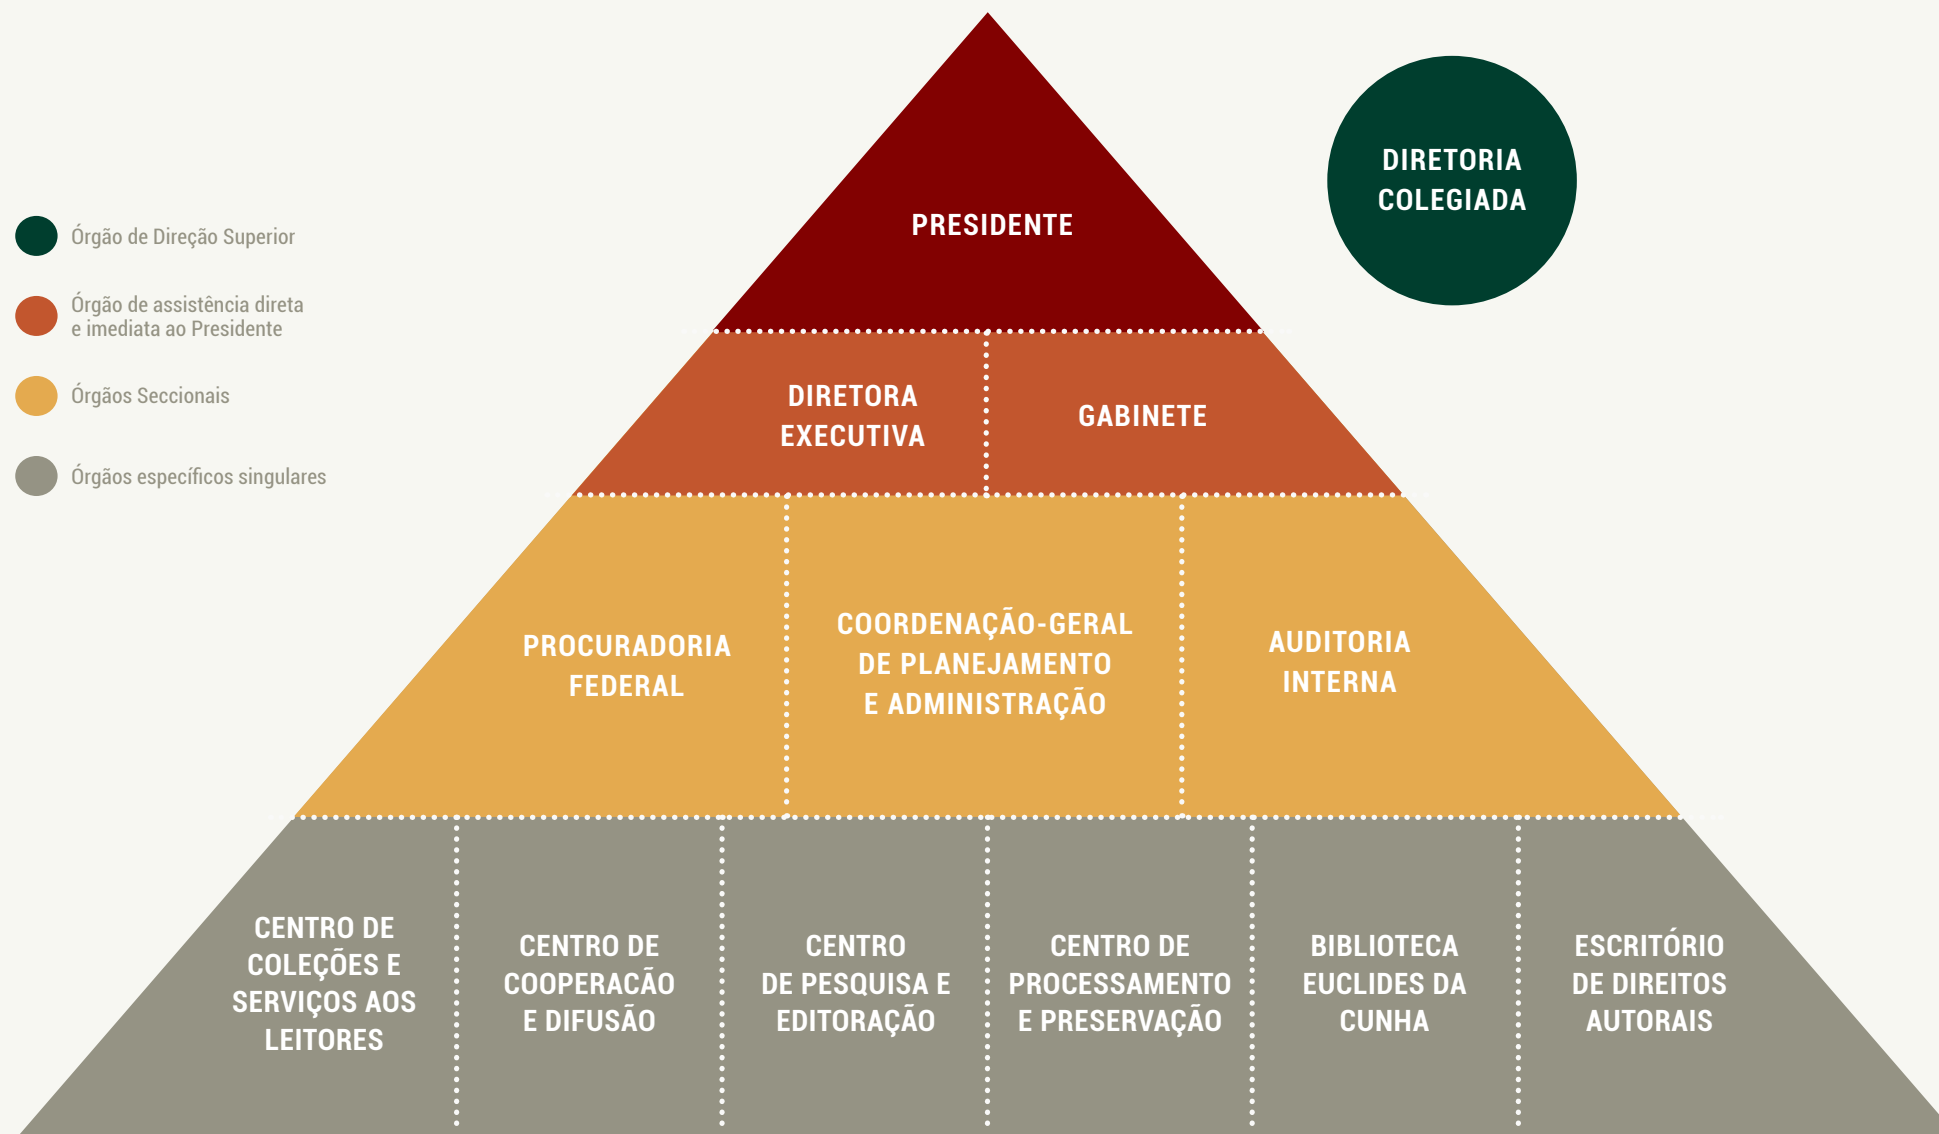 PRESIDENTE
DIRETORIA
COLEGIADA
Órgão de Direção Superior
Órgão de assistência direta
e imediata ao Presidente
Órgãos Seccionais
Órgãos específicos singulares
DIRETORA
EXECUTIVA
GABINETE
PROCURADORIA
FEDERAL
COORDENAÇÃO-GERAL
DE PLANEJAMENTO
E ADMINISTRAÇÃO
AUDITORIA
INTERNA
CENTRO DE
COLEÇÕES E
SERVIÇOS AOS
LEITORES
CENTRO DE
COOPERACÃO
E DIFUSÃO
CENTRO
DE PESQUISA E
EDITORAÇÃO
CENTRO DE
PROCESSAMENTO
E PRESERVAÇÃO
BIBLIOTECA
EUCLIDES DA
CUNHA
ESCRITÓRIO
DE DIREITOS
AUTORAIS